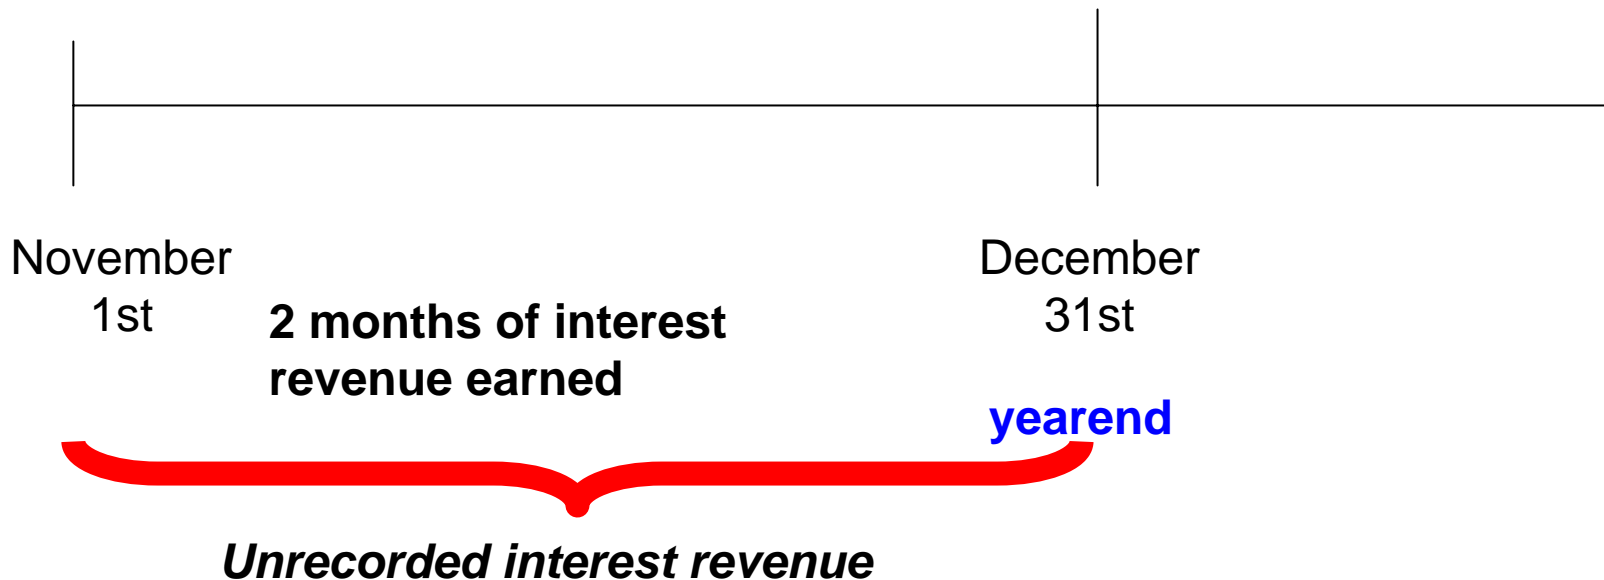 November
1st
2 months of interest
revenue earned
December
31st
yearend
Unrecorded interest revenue